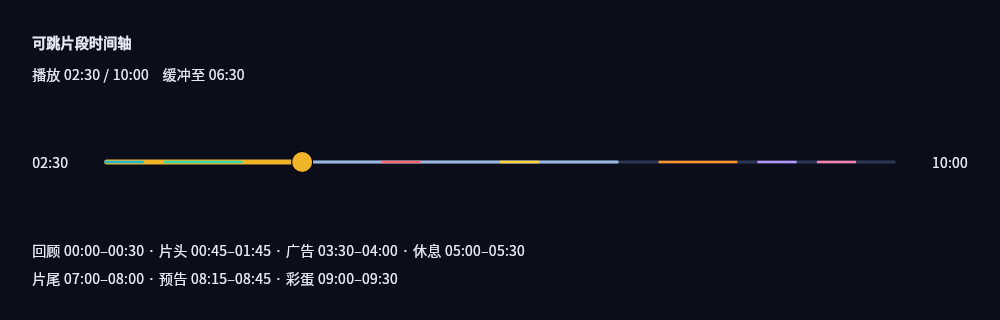 可跳片段时间轴
播放 02:30 / 10:00 缓冲至 06:30
02:30
10:00
回顾 00:00–00:30 · 片头 00:45–01:45 · 广告 03:30–04:00 · 休息 05:00–05:30
片尾 07:00–08:00 · 预告 08:15–08:45 · 彩蛋 09:00–09:30